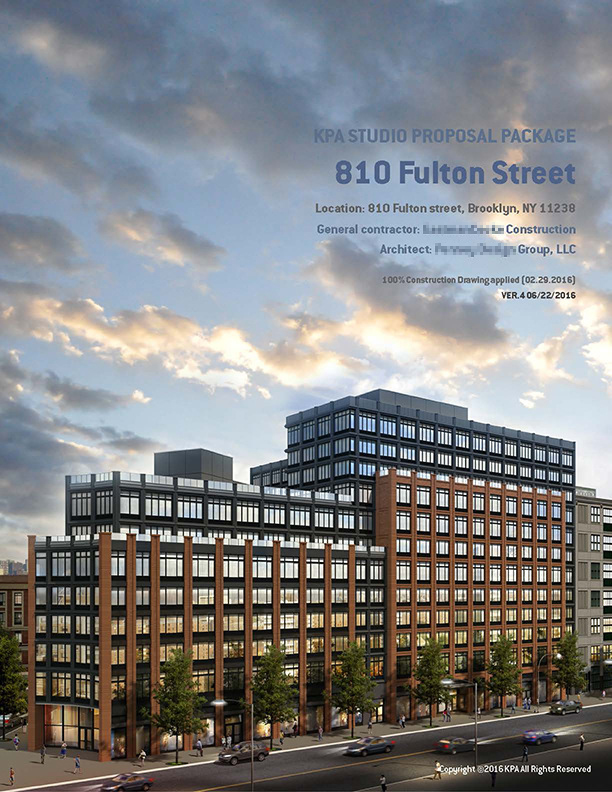 KPA STUDIO PROPOSAL PACKAGE
810 Fulton Street
Location: 810 Fulton street, Brooklyn, NY 11238
General contractor: Construction
Architect: Group, LLC
100% Construction Drawing applied [02.29.2016]
VER.4 06/22/2016
Copyright ©2016 KPA All Rights Reserved